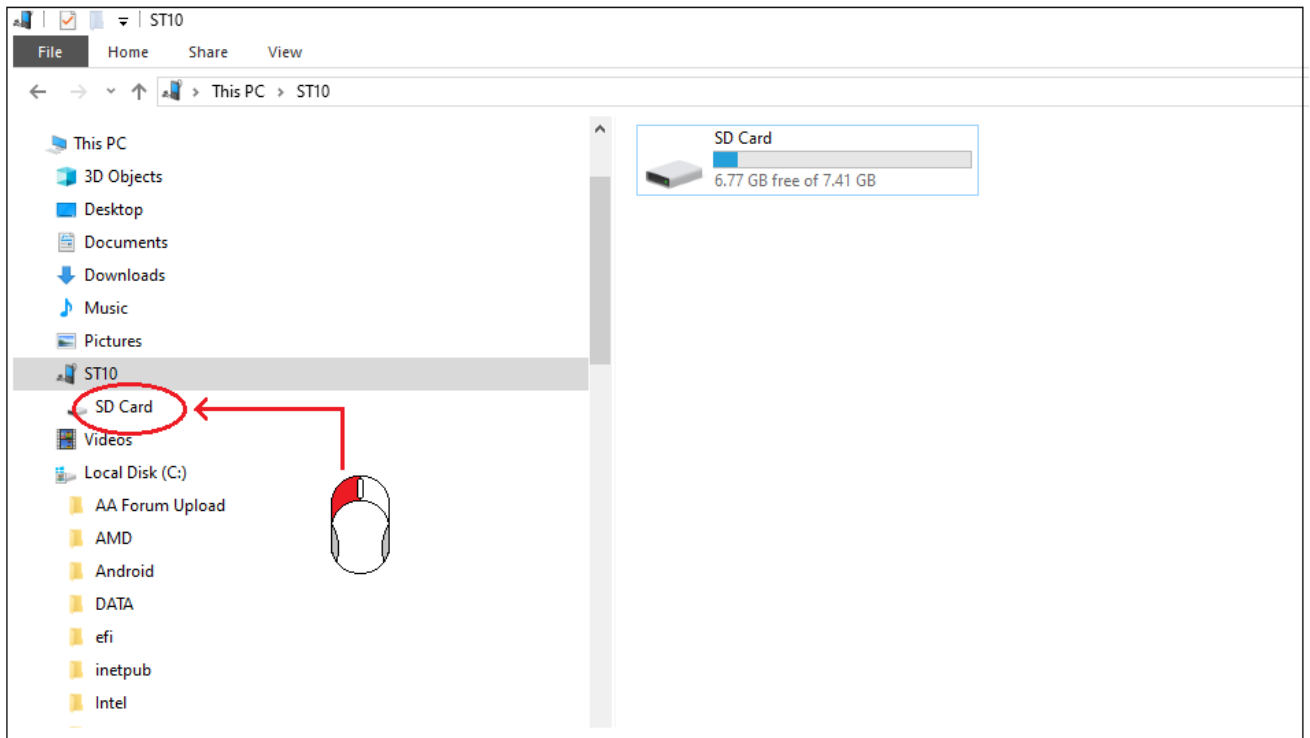 ST10
File Home Share View
This PC > ST10
This PC
3D Objects
Desktop
Documents
Downloads
Music
Pictures
ST10
SD Card
Videos
Local Disk (C:)
AA Forum Upload
AMD
Android
DATA
efi
inetpub
Intel
SD Card
6.77 GB free of 7.41 GB